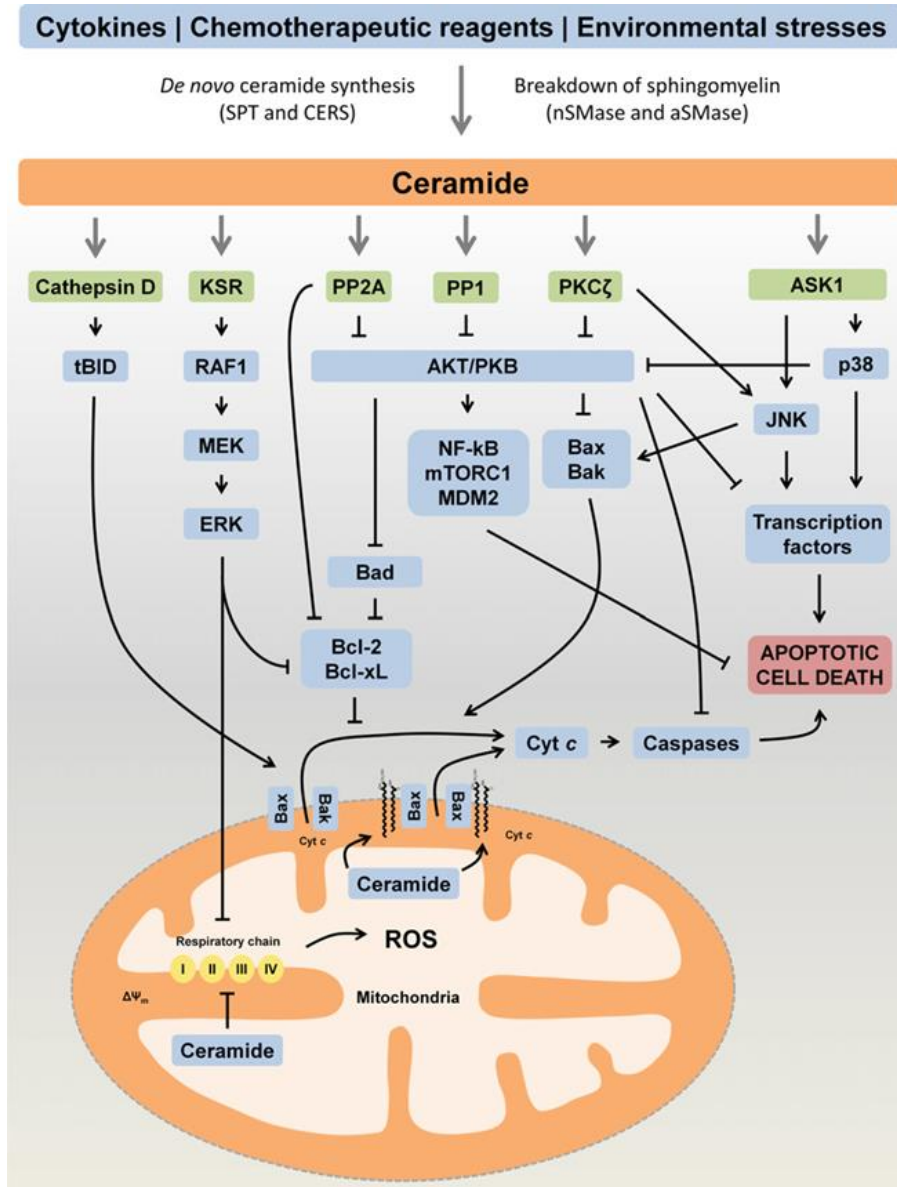 Cytokines | Chemotherapeutic reagents | Environmental stresses
De novo ceramide synthesis
(SPT and CERS)
Breakdown of sphingomyelin
(nSMase and aSMase)
Ceramide
Cathepsin D
KSR
PP2A
PP1
PKCζ
ASK1
tBID
RAF1
AKT/PKB
p38
MEK
NF-kB
mTORC1
MDM2
Bax
Bak
JNK
ERK
Transcription
factors
Bad
Bcl-2
Bcl-xL
APOPTOTIC
CELL DEATH
Cyt c
Caspases
Bax
Bak
Bax
Bax
Cyt c
Cyt c
Ceramide
Respiratory chain
I
II
III
IV
ROS
ΔΨm
Mitochondria
Ceramide